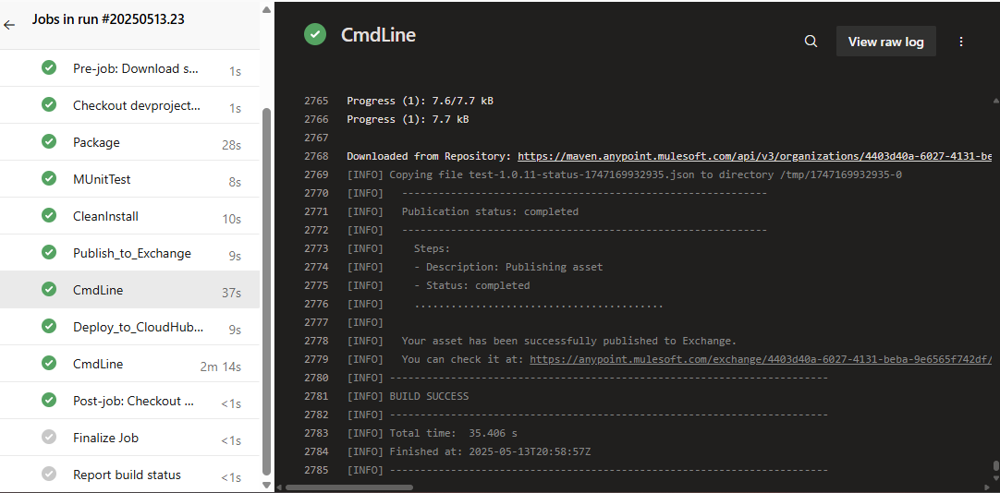 Jobs in run #20250513.23
Pre-job: Download s... 1s
Checkout devproject... 1s
Package 28s
MUnitTest 8s
CleanInstall 10s
Publish_to_Exchange 9s
CmdLine 37s
Deploy_to_CloudHub... 9s
CmdLine 2m 14s
Post-job: Checkout ... <1s
Finalize Job <1s
Report build status <1s
CmdLine
View raw log
2765 Progress (1): 7.6/7.7 kB
2766 Progress (1): 7.7 kB
2767
2768 Downloaded from Repository: https://maven.anypoint.mulesoft.com/api/v3/organizations/4403d40a-6027-4131-be
2769 [INFO] Copying file test-1.0.11-status-1747169932935.json to directory /tmp/1747169932935-0
2770 [INFO] ------------------------------------------------------------
2771 [INFO] Publication status: completed
2772 [INFO] ------------------------------------------------------------
2773 [INFO] Steps:
2774 [INFO] - Description: Publishing asset
2775 [INFO] - Status: completed
2776 [INFO] .........................................
2777 [INFO]
2778 [INFO] Your asset has been successfully published to Exchange.
2779 [INFO] You can check it at: https://anypoint.mulesoft.com/exchange/4403d40a-6027-4131-beba-9e6565f742df/
2780 [INFO] ------------------------------------------------------------------------
2781 [INFO] BUILD SUCCESS
2782 [INFO] ------------------------------------------------------------------------
2783 [INFO] Total time:  35.406 s
2784 [INFO] Finished at: 2025-05-13T20:58:57Z
2785 [INFO] ------------------------------------------------------------------------